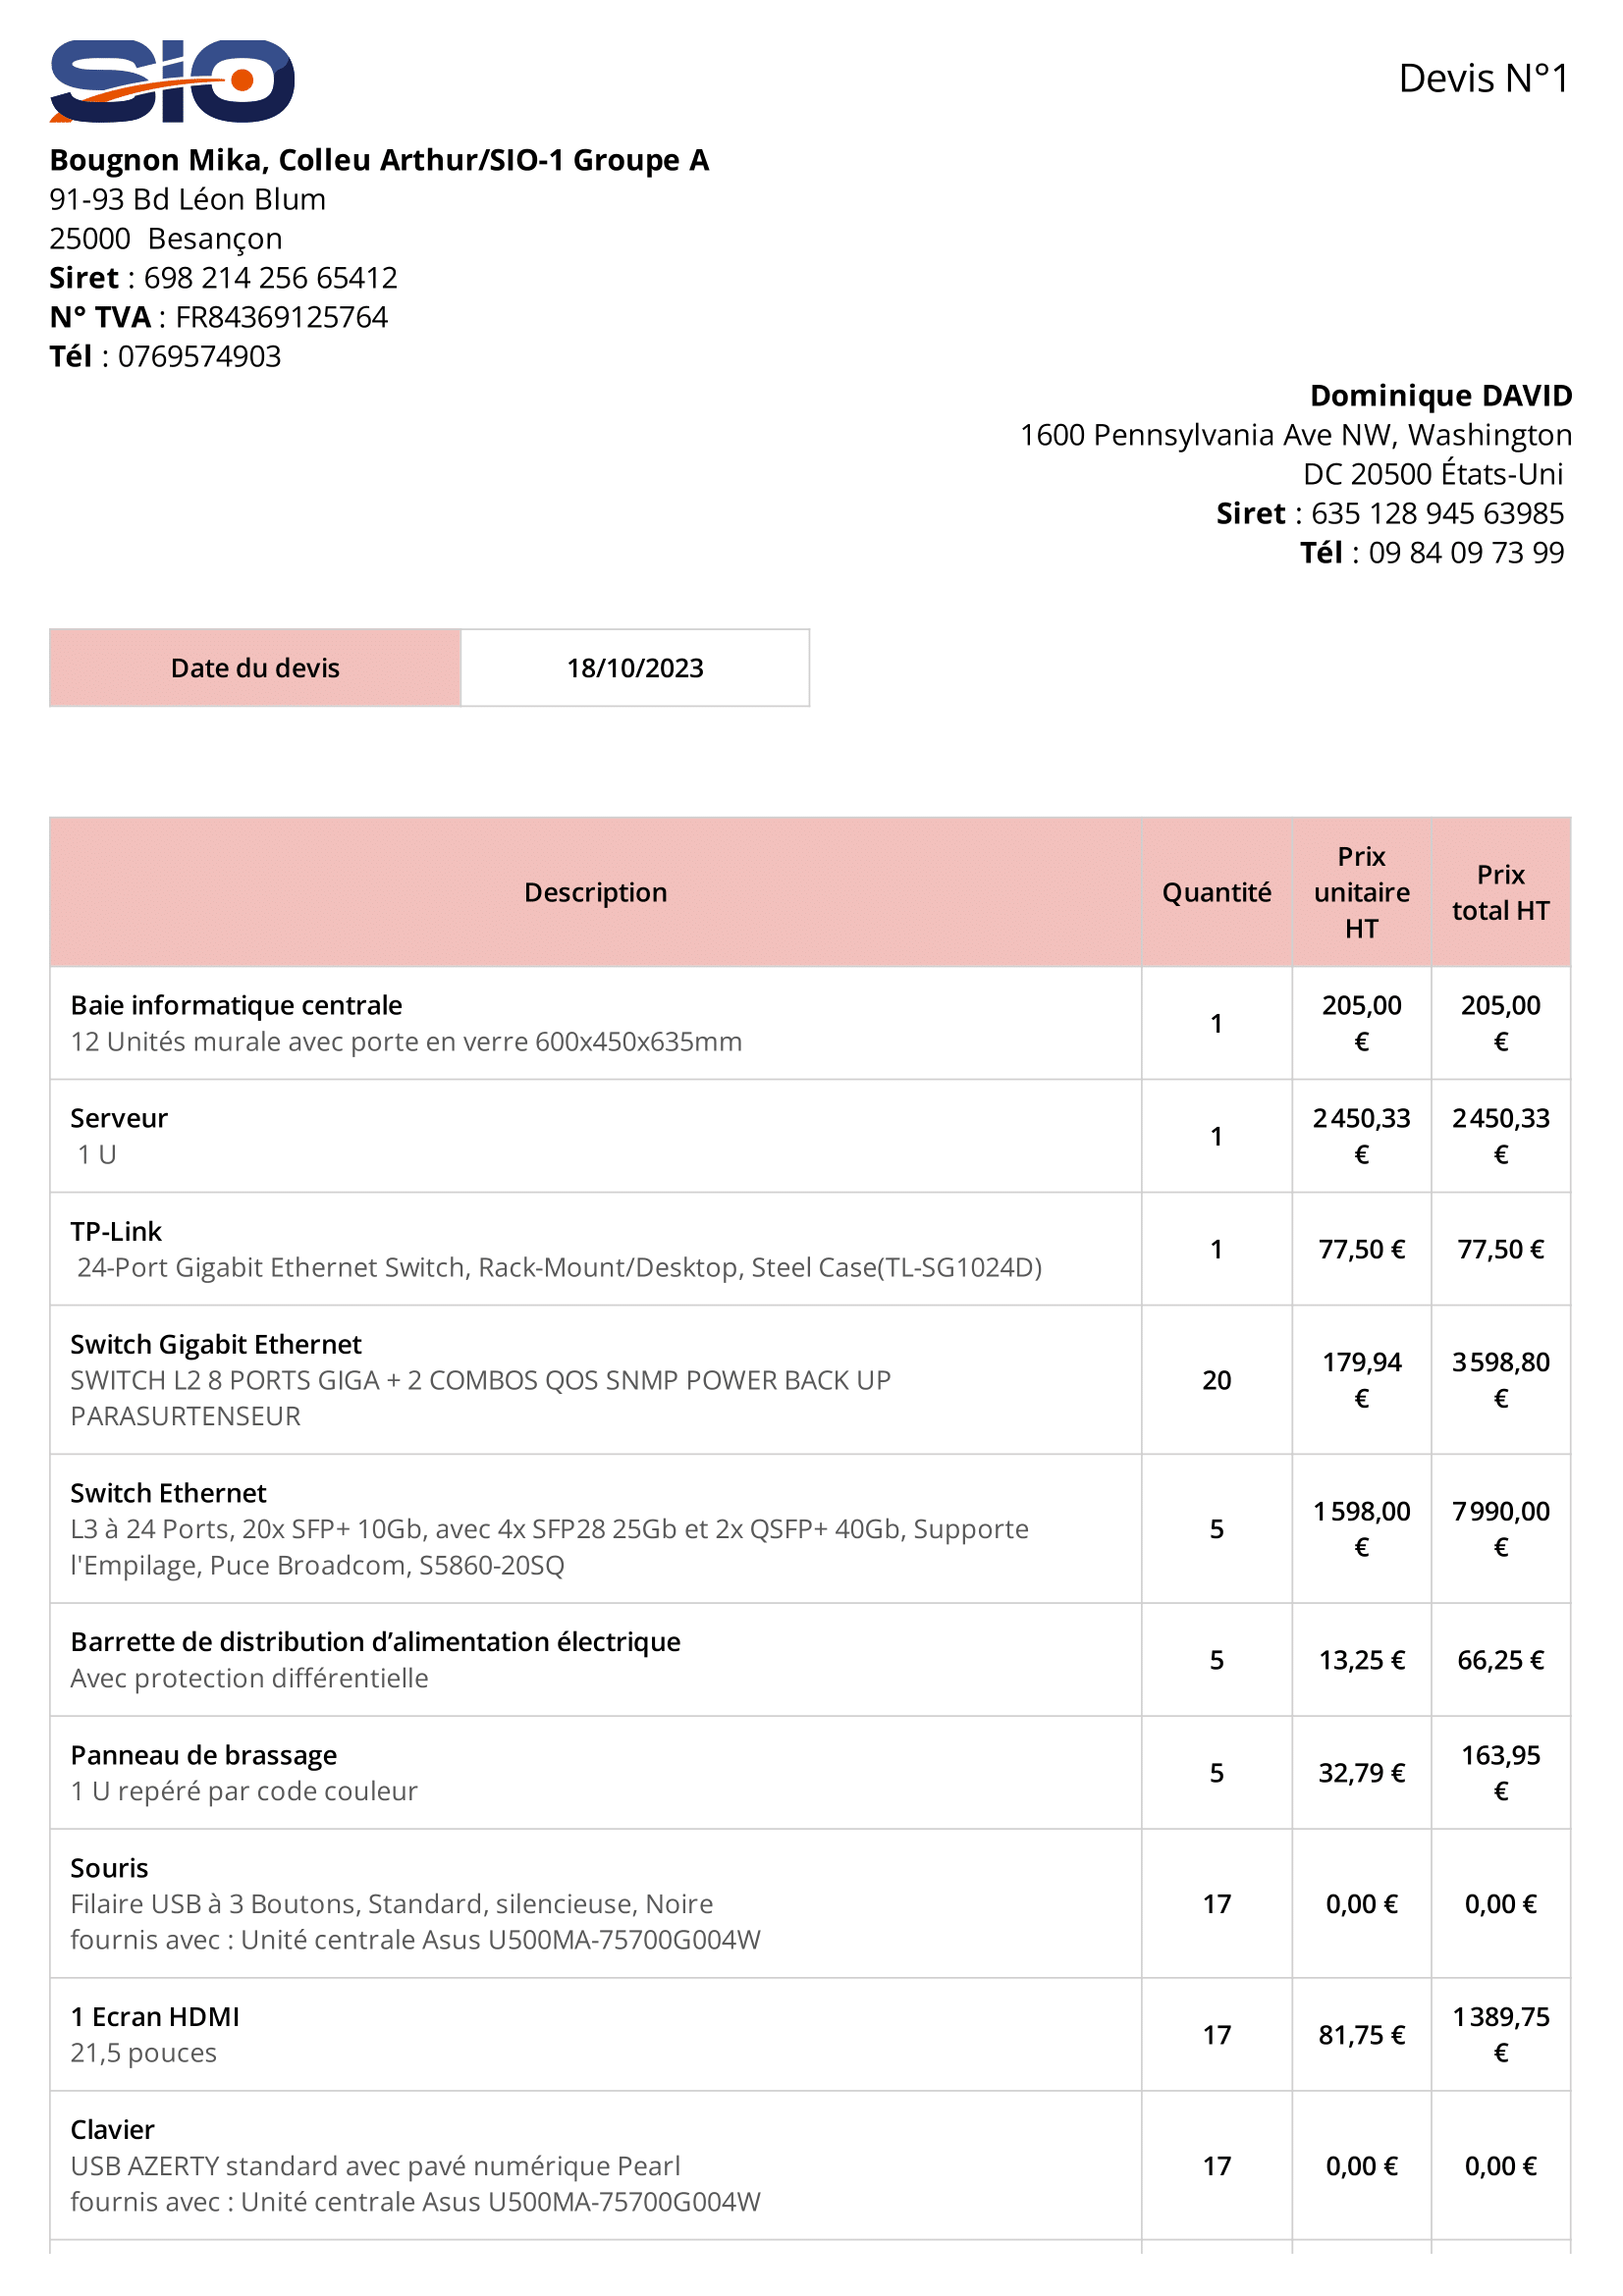 SIO
Devis N°1
Bougnon Mika, Colleu Arthur/SIO-1 Groupe A
91-93 Bd Léon Blum
25000  Besançon
Siret : 698 214 256 65412
N° TVA : FR84369125764
Tél : 0769574903
Dominique DAVID
1600 Pennsylvania Ave NW, Washington
DC 20500 États-Uni
Siret : 635 128 945 63985
Tél : 09 84 09 73 99
Date du devis 18/10/2023
Description Quantité Prix unitaire HT Prix total HT
Baie informatique centrale
12 Unités murale avec porte en verre 600x450x635mm
1 205,00 € 205,00 €
Serveur
1 U
1 2 450,33 € 2 450,33 €
TP-Link
24-Port Gigabit Ethernet Switch, Rack-Mount/Desktop, Steel Case(TL-SG1024D)
1 77,50 € 77,50 €
Switch Gigabit Ethernet
SWITCH L2 8 PORTS GIGA + 2 COMBOS QOS SNMP POWER BACK UP
PARASURTENSEUR
20 179,94 € 3 598,80 €
Switch Ethernet
L3 à 24 Ports, 20x SFP+ 10Gb, avec 4x SFP28 25Gb et 2x QSFP+ 40Gb, Supporte
l'Empilage, Puce Broadcom, S5860-20SQ
5 1 598,00 € 7 990,00 €
Barrette de distribution d’alimentation électrique
Avec protection différentielle
5 13,25 € 66,25 €
Panneau de brassage
1 U repéré par code couleur
5 32,79 € 163,95 €
Souris
Filaire USB à 3 Boutons, Standard, silencieuse, Noire
fournis avec : Unité centrale Asus U500MA-75700G004W
17 0,00 € 0,00 €
1 Ecran HDMI
21,5 pouces
17 81,75 € 1 389,75 €
Clavier
USB AZERTY standard avec pavé numérique Pearl
fournis avec : Unité centrale Asus U500MA-75700G004W
17 0,00 € 0,00 €